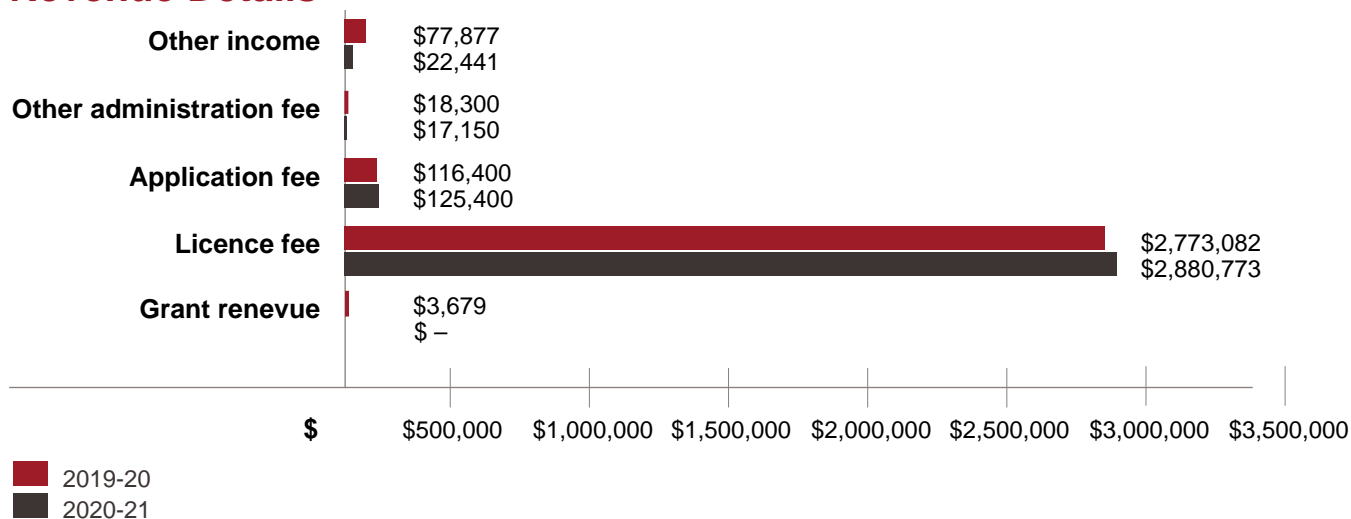 Revenue Details
Other income
$77,877
$22,441
Other administration fee
$18,300
$17,150
Application fee
$116,400
$125,400
Licence fee
$2,773,082
$2,880,773
Grant renevue
$3,679
$ –
$ $500,000 $1,000,000 $1,500,000 $2,000,000 $2,500,000 $3,000,000 $3,500,000
2019-20
2020-21